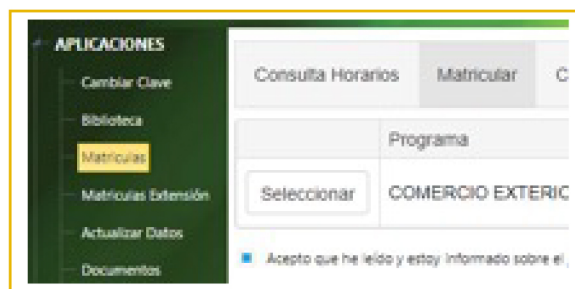 APLICACIONES
Cambiar Clave
Biblioteca
Matriculas
Matriculas Extensión
Actualizar Datos
Documentos
Consulta Horarios Matricular C
Programa
Seleccionar COMERCIO EXTERIO
Acepto que he leído y estoy informado sobre el